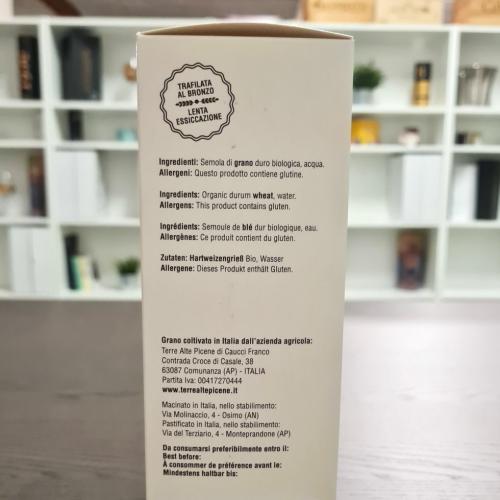 TRAFILATA
AL BRONZO
LENTA
ESSICCAZIONE
Ingredienti: Semola di grano duro biologica, acqua.
Allergeni: Questo prodotto contiene glutine.
Ingredients: Organic durum wheat, water.
Allergens: This product contains gluten.
Ingrédients: Semoule de blé dur biologique, eau.
Allergènes: Ce produit contient du gluten.
Zutaten: Hartweizengrieß Bio, Wasser
Allergene: Dieses Produkt enthält Gluten.
Grano coltivato in Italia dall'azienda agricola:
Terre Alte Picene di Caucci Franco
Contrada Croce di Casale, 38
63087 Comunanza (AP) - ITALIA
Partita Iva: 00417270444
www.terrealtepicene.it
Macinato in Italia, nello stabilimento:
Via Molinaccio, 4 - Osimo (AN)
Pastificato in Italia, nello stabilimento:
Via del Terziario, 4 - Monteprandone (AP)
Da consumarsi preferibilmente entro il:
Best before:
À consommer de préférence avant le:
Mindestens haltbar bis: